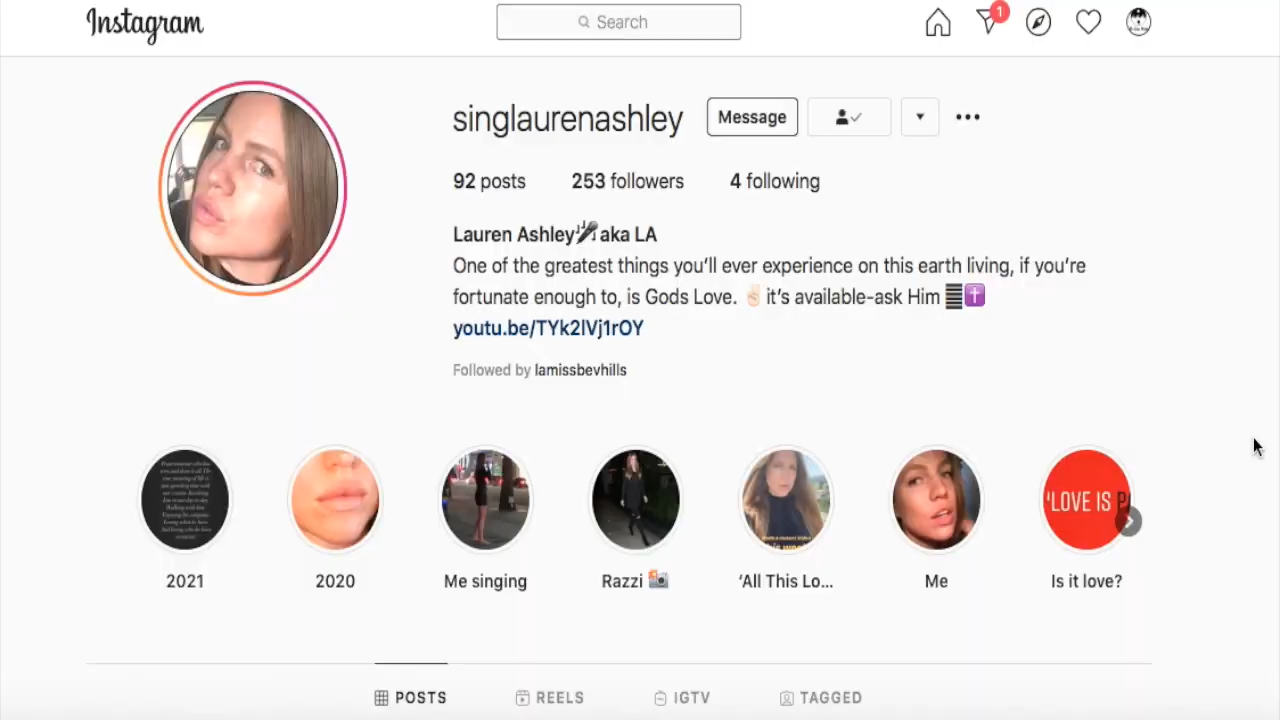 Instagram
Search
1
singlaurenashley
Message
92 posts 253 followers 4 following
Lauren Ashley🎤aka LA
One of the greatest things you'll ever experience on this earth living, if you're
fortunate enough to, is Gods Love. ✌🏻it's available-ask Him ✝️
youtu.be/TYk2lVj1rOY
Followed by lamissbevhills
'LOVE IS
2021 2020 Me singing Razzi 📸 'All This Lo... Me Is it love?
POSTS REELS IGTV TAGGED